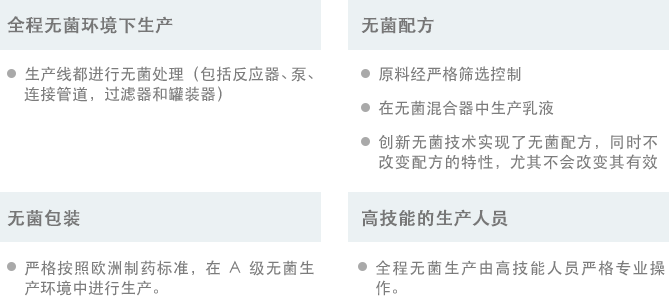 全程无菌环境下生产
生产线都进行无菌处理（包括反应器、泵、
连接管道，过滤器和罐装器）
无菌配方
原料经严格筛选控制
在无菌混合器中生产乳液
创新无菌技术实现了无菌配方，同时不
改变配方的特性，尤其不会改变其有效
无菌包装
严格按照欧洲制药标准，在 A 级无菌生
产环境中进行生产。
高技能的生产人员
全程无菌生产由高技能人员严格专业操
作。